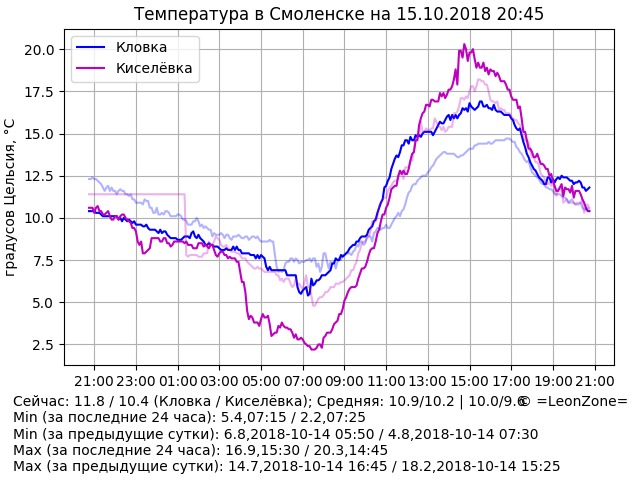 Температура в Смоленске на 15.10.2018 20:45
Кловка
Киселёвка
градусов Цельсия, °C
20.0
17.5
15.0
12.5
10.0
7.5
5.0
2.5
21:00 23:00 01:00 03:00 05:00 07:00 09:00 11:00 13:00 15:00 17:00 19:00 21:00
Сейчас: 11.8 / 10.4 (Кловка / Киселёвка); Средняя: 10.9/10.2 | 10.0/9.6 © =LeonZone=
Min (за последние 24 часа): 5.4,07:15 / 2.2,07:25
Min (за предыдущие сутки): 6.8,2018-10-14 05:50 / 4.8,2018-10-14 07:30
Max (за последние 24 часа): 16.9,15:30 / 20.3,14:45
Max (за предыдущие сутки): 14.7,2018-10-14 16:45 / 18.2,2018-10-14 15:25